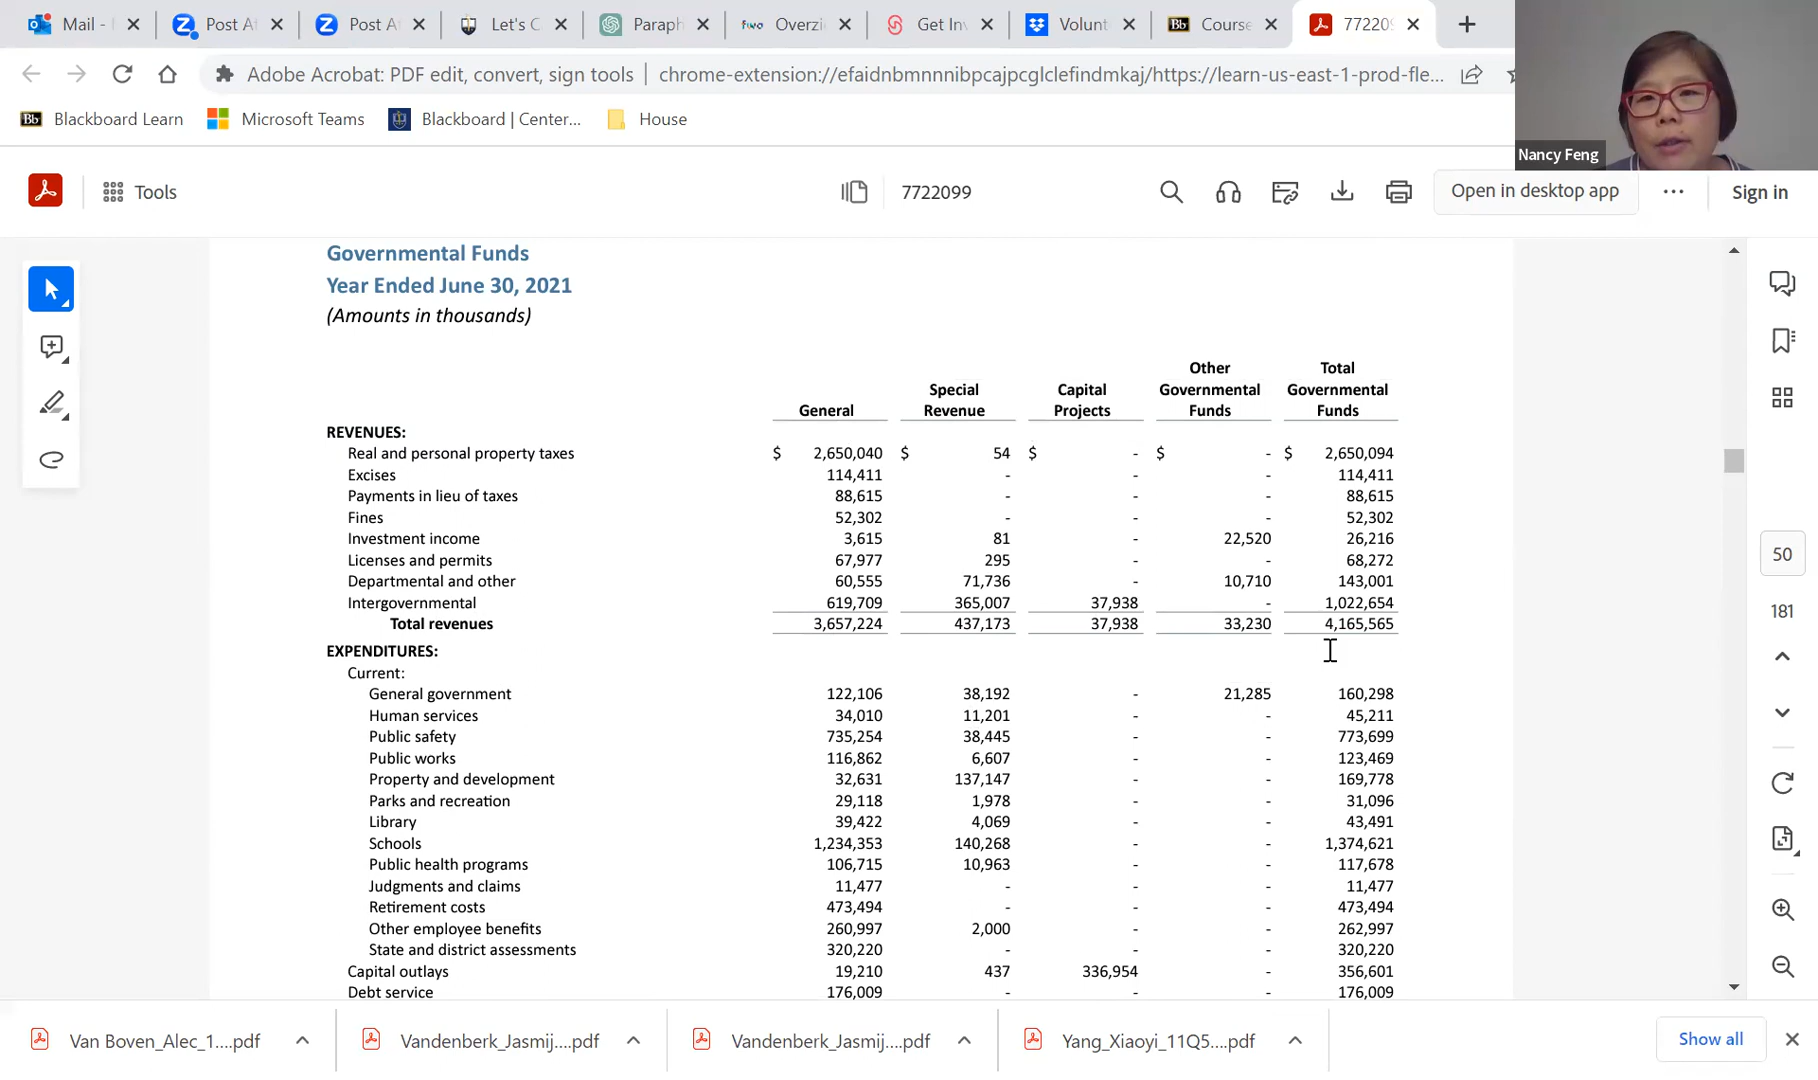 Mail -
Post At
Post At
Let's C
Paraph
Overzi
Get Inv
Volunt
Course
772209
Adobe Acrobat: PDF edit, convert, sign tools chrome-extension://efaidnbmnnnibpcajpcglclefindmkaj/https://learn-us-east-1-prod-fle...
Bb Blackboard Learn Microsoft Teams Blackboard | Center... House
Nancy Feng
Tools 7722099 Open in desktop app ... Sign in
Governmental Funds
Year Ended June 30, 2021
(Amounts in thousands)
Other Total
Special Capital Governmental Governmental
General Revenue Projects Funds Funds
REVENUES:
Real and personal property taxes $ 2,650,040 $ 54 $ - $ - $ 2,650,094
Excises 114,411 - - - 114,411
Payments in lieu of taxes 88,615 - - - 88,615
Fines 52,302 - - - 52,302
Investment income 3,615 81 - 22,520 26,216
Licenses and permits 67,977 295 - - 68,272
Departmental and other 60,555 71,736 - 10,710 143,001
Intergovernmental 619,709 365,007 37,938 - 1,022,654
Total revenues 3,657,224 437,173 37,938 33,230 4,165,565
EXPENDITURES:
Current:
General government 122,106 38,192 - 21,285 160,298
Human services 34,010 11,201 - - 45,211
Public safety 735,254 38,445 - - 773,699
Public works 116,862 6,607 - - 123,469
Property and development 32,631 137,147 - - 169,778
Parks and recreation 29,118 1,978 - - 31,096
Library 39,422 4,069 - - 43,491
Schools 1,234,353 140,268 - - 1,374,621
Public health programs 106,715 10,963 - - 117,678
Judgments and claims 11,477 - - - 11,477
Retirement costs 473,494 - - - 473,494
Other employee benefits 260,997 2,000 - - 262,997
State and district assessments 320,220 - - - 320,220
Capital outlays 19,210 437 336,954 - 356,601
Debt service 176,009 - - - 176,009
50
181
Van Boven_Alec_1....pdf Vandenberk_Jasmij....pdf Vandenberk_Jasmij....pdf Yang_Xiaoyi_11Q5....pdf Show all